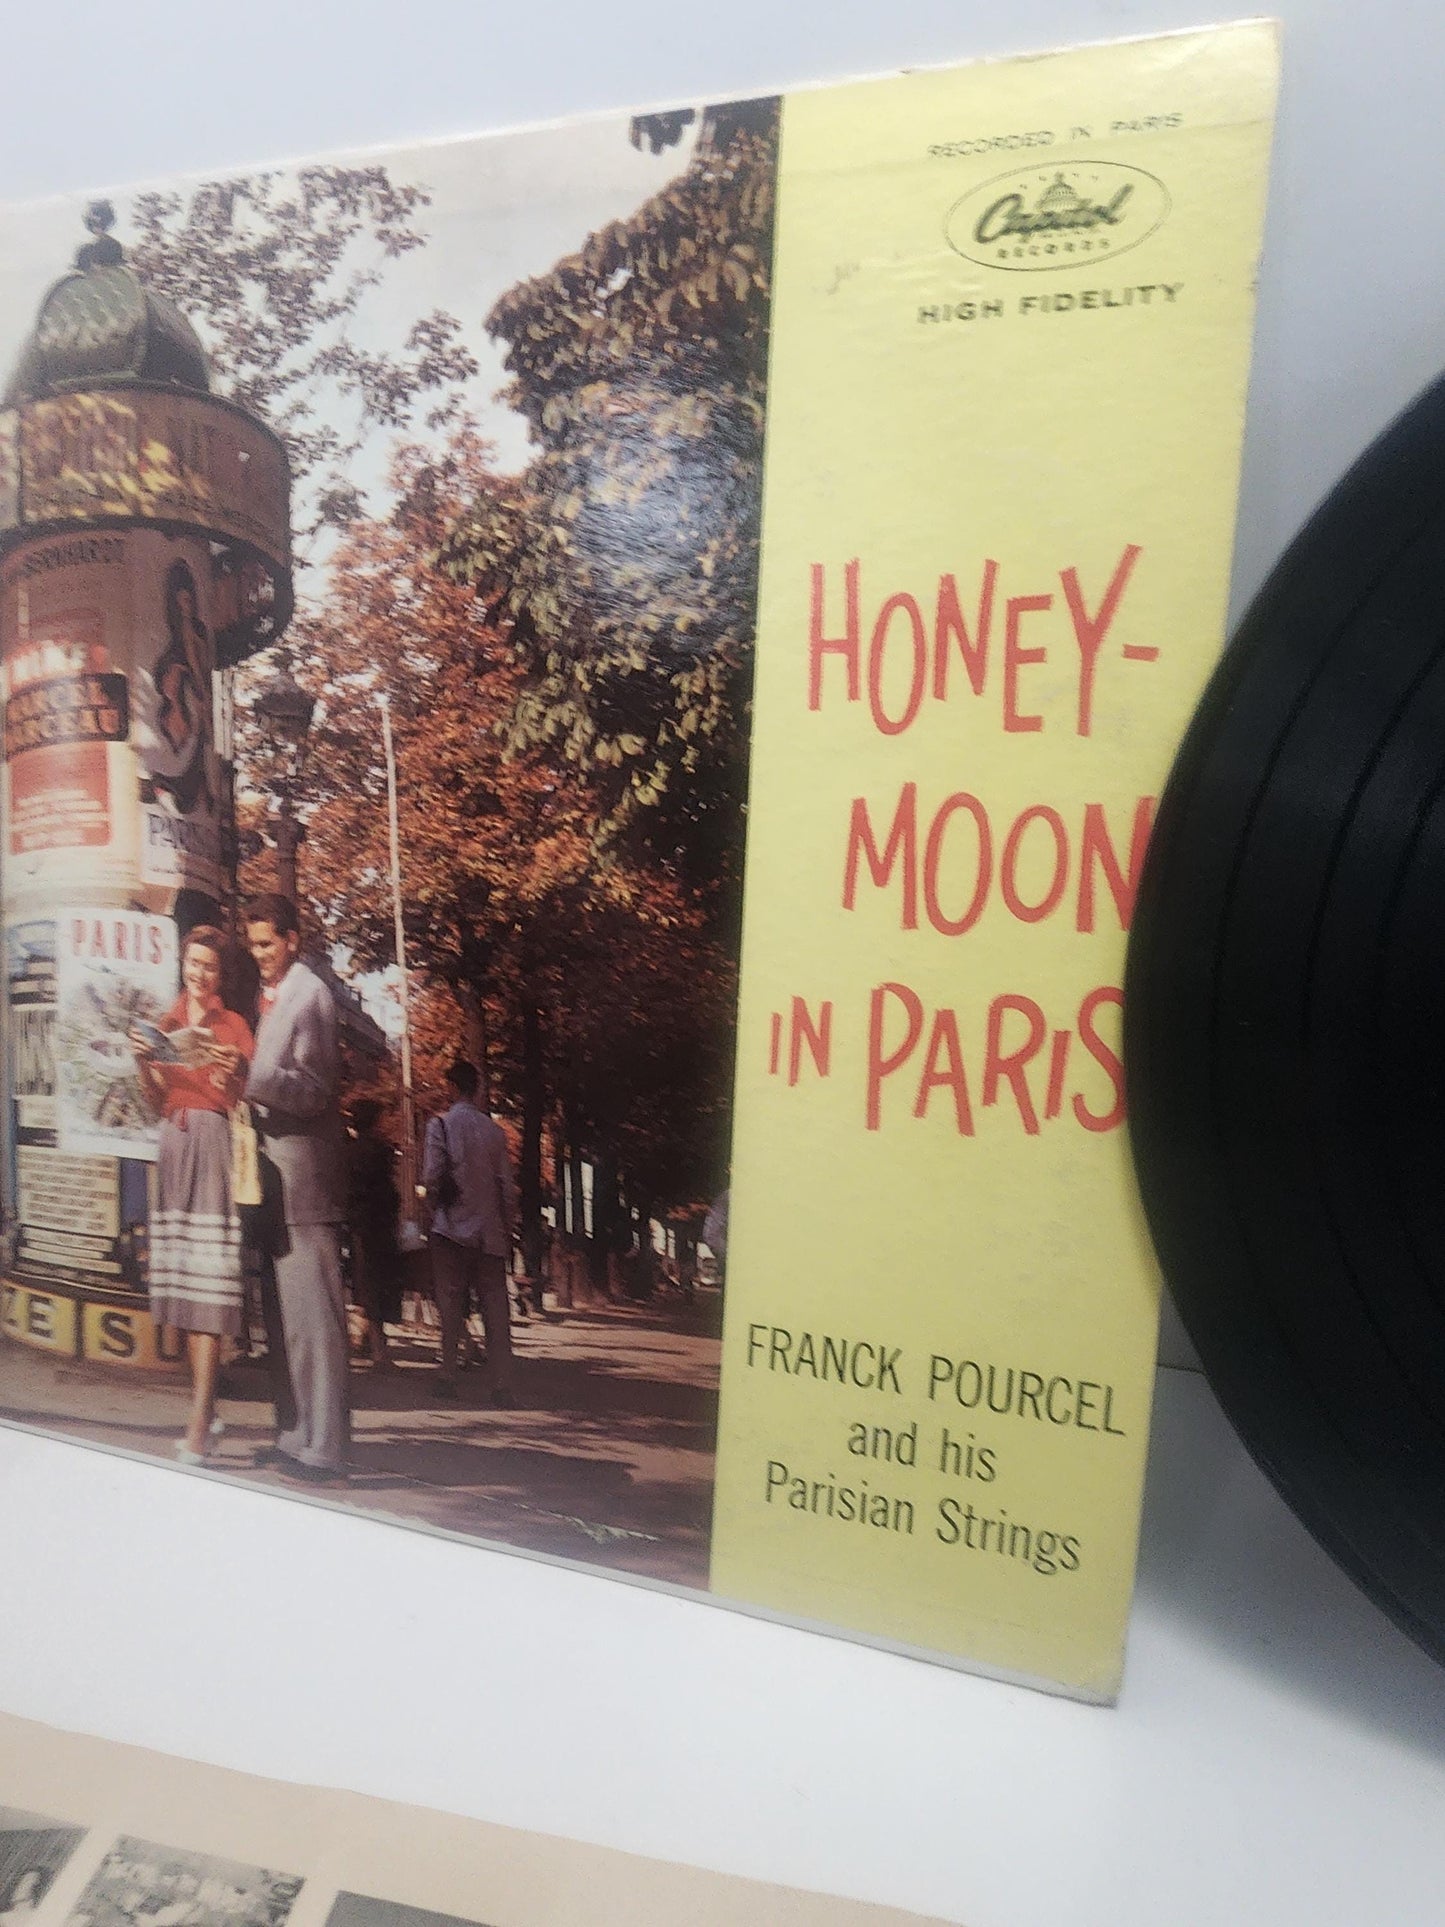 RECORDED IN PARIS
Capitol
RECORDS
HIGH FIDELITY
HONEY-
MOON
IN PARIS
FRANCK POURCEL
and his
Parisian Strings
PARIS